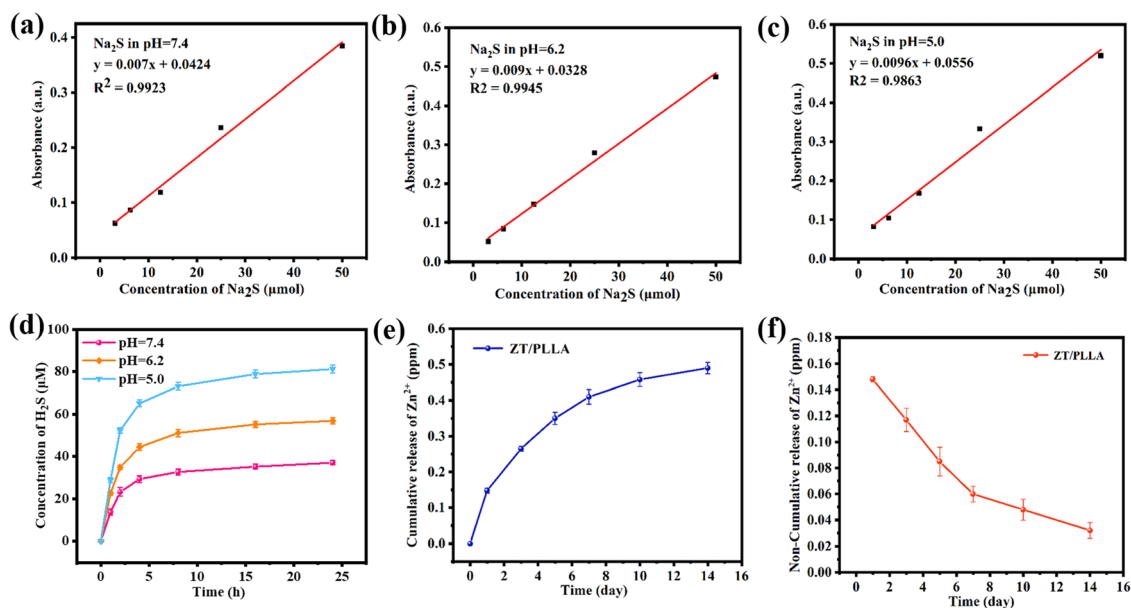 (a)
Na₂S in pH=7.4
y = 0.007x + 0.0424
R² = 0.9923
0.4
0.3
0.2
0.1
0.0
Absorbance (a.u.)
0 10 20 30 40 50
Concentration of Na₂S (µmol)
(b)
Na₂S in pH=6.2
y = 0.009x + 0.0328
R2 = 0.9945
0.6
0.5
0.4
0.3
0.2
0.1
0.0
Absorbance (a.u.)
0 10 20 30 40 50
Concentration of Na₂S (µmol)
(c)
Na₂S in pH=5.0
y = 0.0096x + 0.0556
R2 = 0.9863
0.6
0.5
0.4
0.3
0.2
0.1
0.0
Absorbance (a.u.)
0 10 20 30 40 50
Concentration of Na₂S (µmol)
(d)
pH=7.4
pH=6.2
pH=5.0
100
80
60
40
20
0
Concentration of H₂S (µM)
0 5 10 15 20 25
Time (h)
(e)
ZT/PLLA
0.6
0.5
0.4
0.3
0.2
0.1
0.0
Cumulative release of Zn²⁺ (ppm)
0 2 4 6 8 10 12 14 16
Time (day)
(f)
ZT/PLLA
0.18
0.16
0.14
0.12
0.10
0.08
0.06
0.04
0.02
0.00
Non-Cumulative release of Zn²⁺ (ppm)
0 2 4 6 8 10 12 14 16
Time (day)